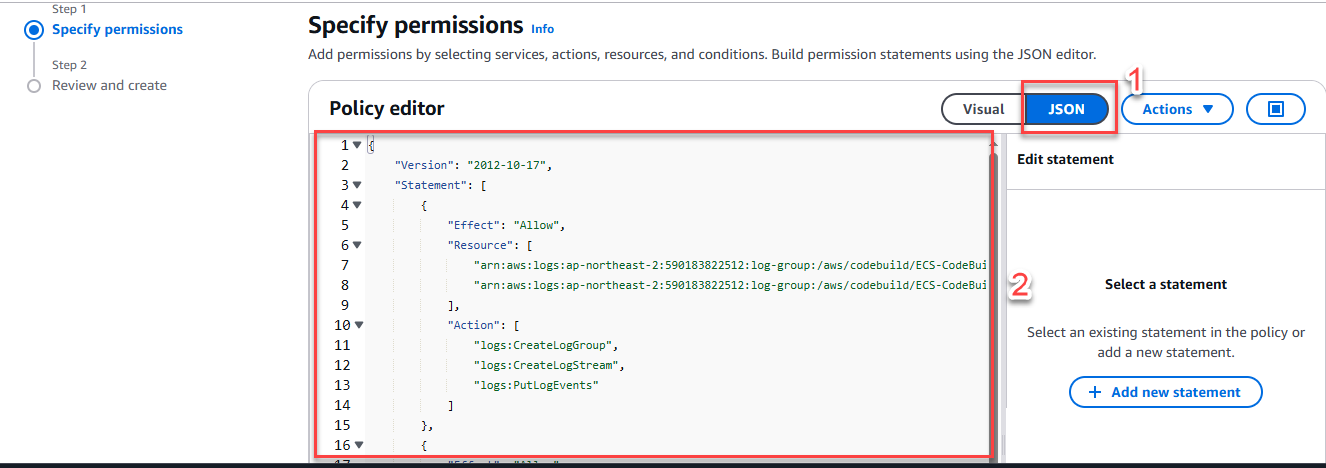 Step 1
Specify permissions
Step 2
Review and create
Specify permissions Info
Add permissions by selecting services, actions, resources, and conditions. Build permission statements using the JSON editor.
1
Policy editor
Visual JSON Actions
1 {
2 "Version": "2012-10-17",
3 "Statement": [
4 {
5 "Effect": "Allow",
6 "Resource": [
7 "arn:aws:logs:ap-northeast-2:590183822512:log-group:/aws/codebuild/ECS-CodeBui
8 "arn:aws:logs:ap-northeast-2:590183822512:log-group:/aws/codebuild/ECS-CodeBui
9 ],
10 "Action": [
11 "logs:CreateLogGroup",
12 "logs:CreateLogStream",
13 "logs:PutLogEvents"
14 ]
15 },
16 {
Edit statement
2
Select a statement
Select an existing statement in the policy or
add a new statement.
+ Add new statement